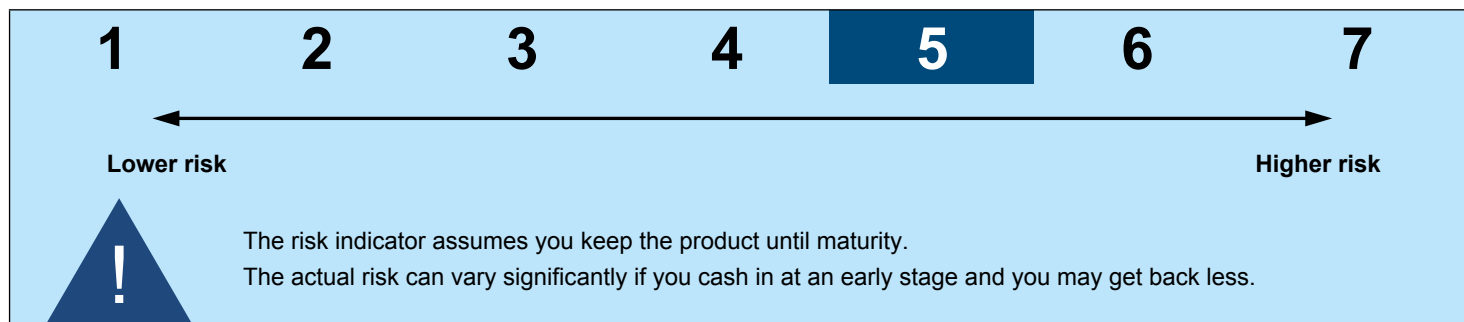 1 2 3 4 5 6 7
Lower risk Higher risk
!
The risk indicator assumes you keep the product until maturity.
The actual risk can vary significantly if you cash in at an early stage and you may get back less.